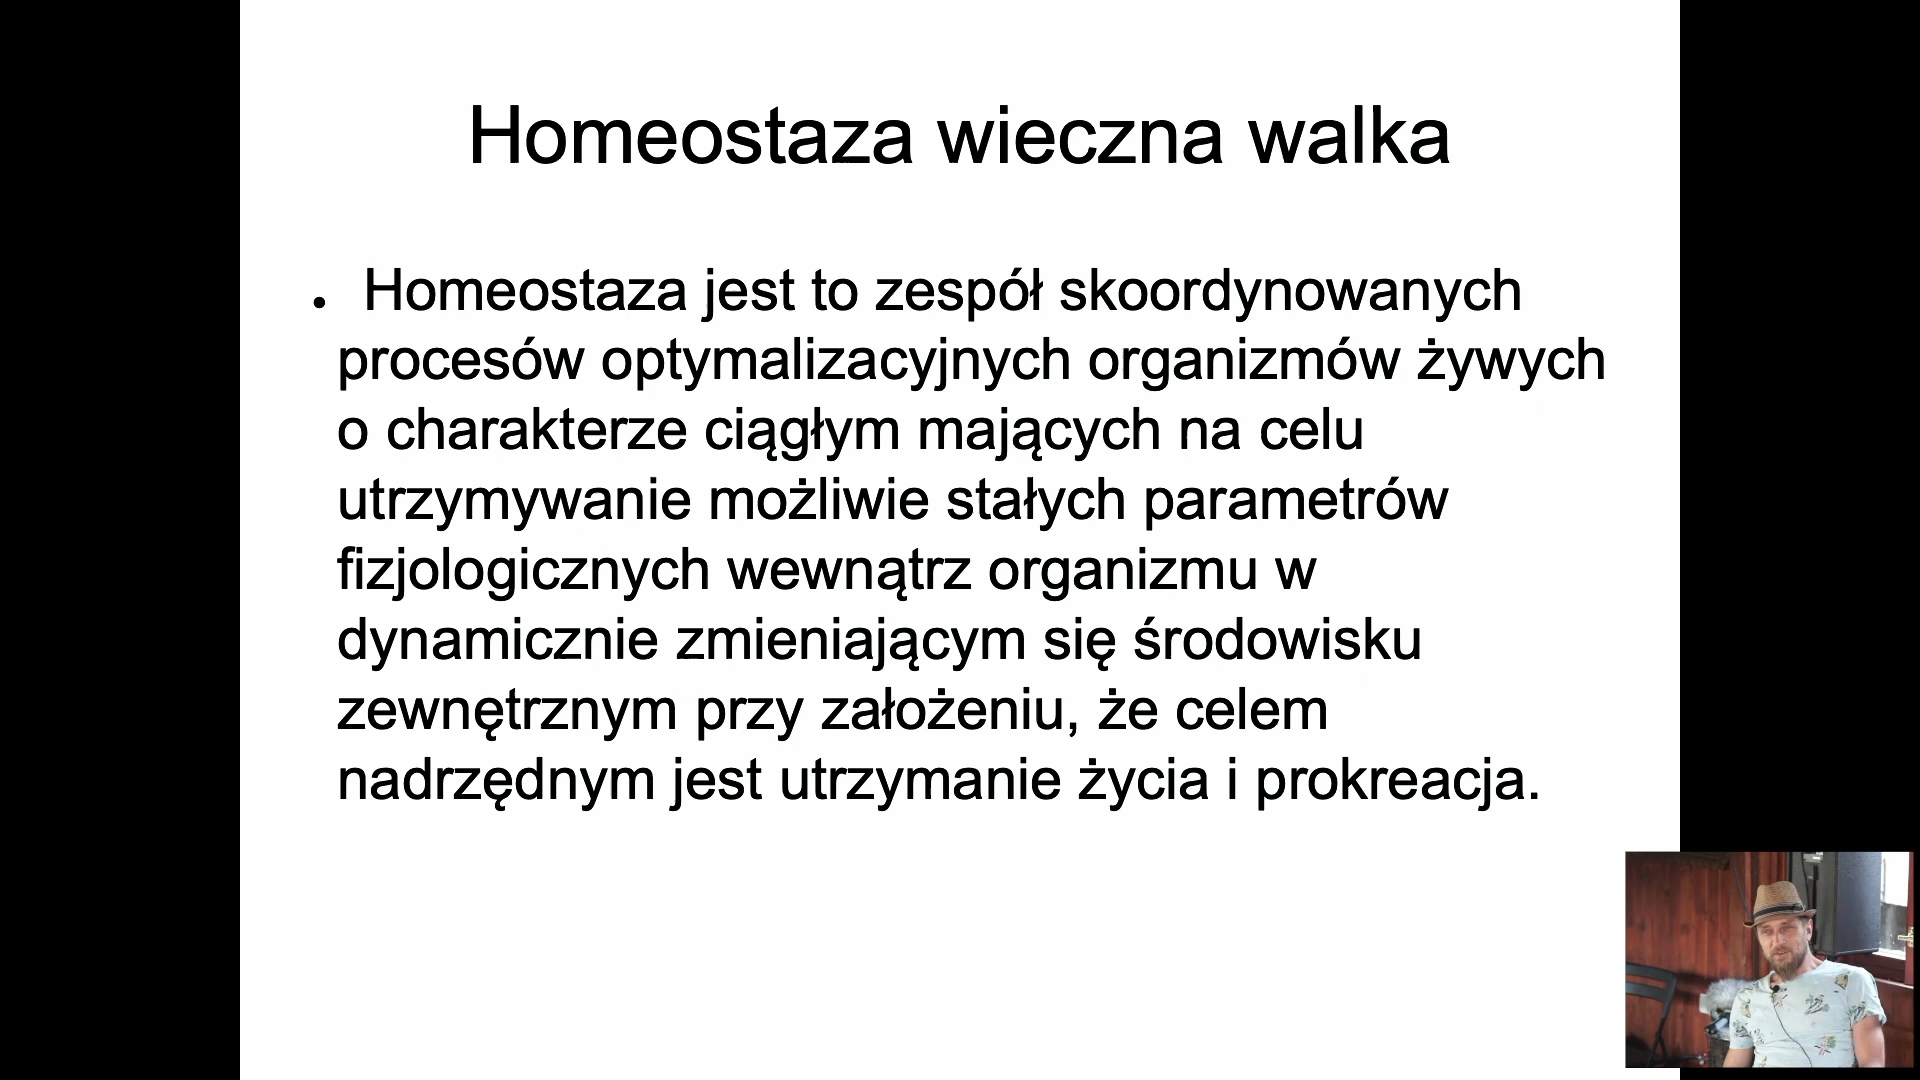 Homeostaza wieczna walka
• Homeostaza jest to zespół skoordynowanych
procesów optymalizacyjnych organizmów żywych
o charakterze ciągłym mających na celu
utrzymywanie możliwie stałych parametrów
fizjologicznych wewnątrz organizmu w
dynamicznie zmieniającym się środowisku
zewnętrznym przy założeniu, że celem
nadrzędnym jest utrzymanie życia i prokreacja.